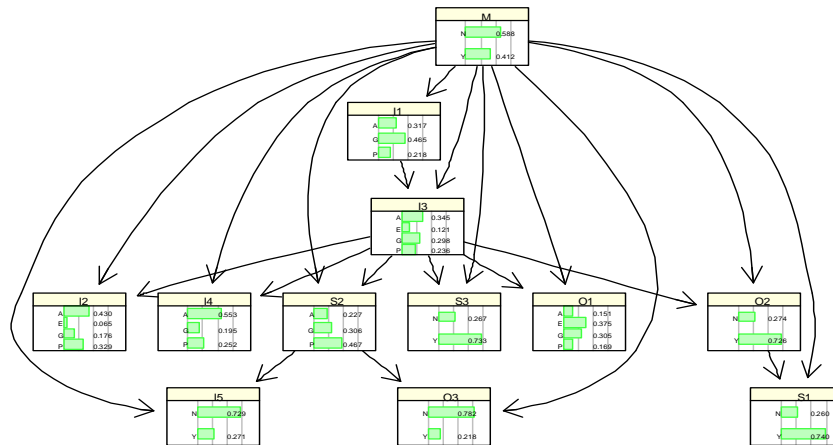 M
N 0.588
Y 0.412
I1
A 0.317
G 0.465
P 0.218
I3
A 0.345
E 0.121
G 0.298
P 0.236
I2
A 0.430
E 0.065
G 0.176
P 0.329
I4
A 0.553
G 0.195
P 0.252
S2
A 0.227
G 0.306
P 0.467
S3
N 0.267
Y 0.733
O1
A 0.151
E 0.375
G 0.305
P 0.169
O2
N 0.274
Y 0.726
I5
N 0.729
Y 0.271
O3
N 0.782
Y 0.218
S1
N 0.260
Y 0.740